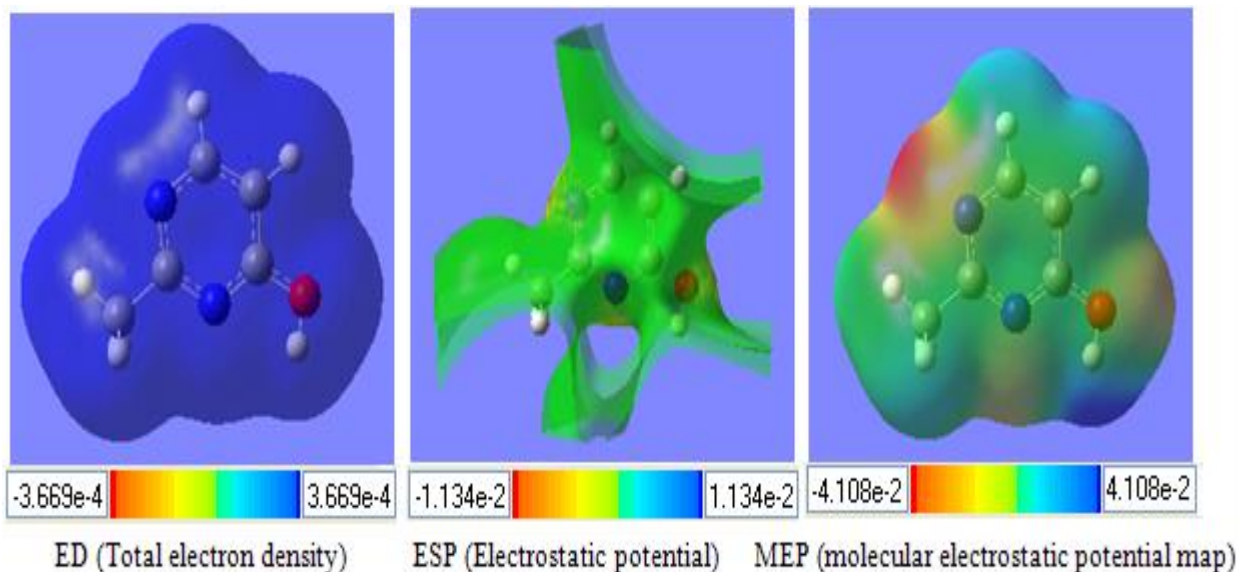 -3.669e-4 3.669e-4 -1.134e-2 1.134e-2 -4.108e-2 4.108e-2
ED (Total electron density) ESP (Electrostatic potential) MEP (molecular electrostatic potential map)